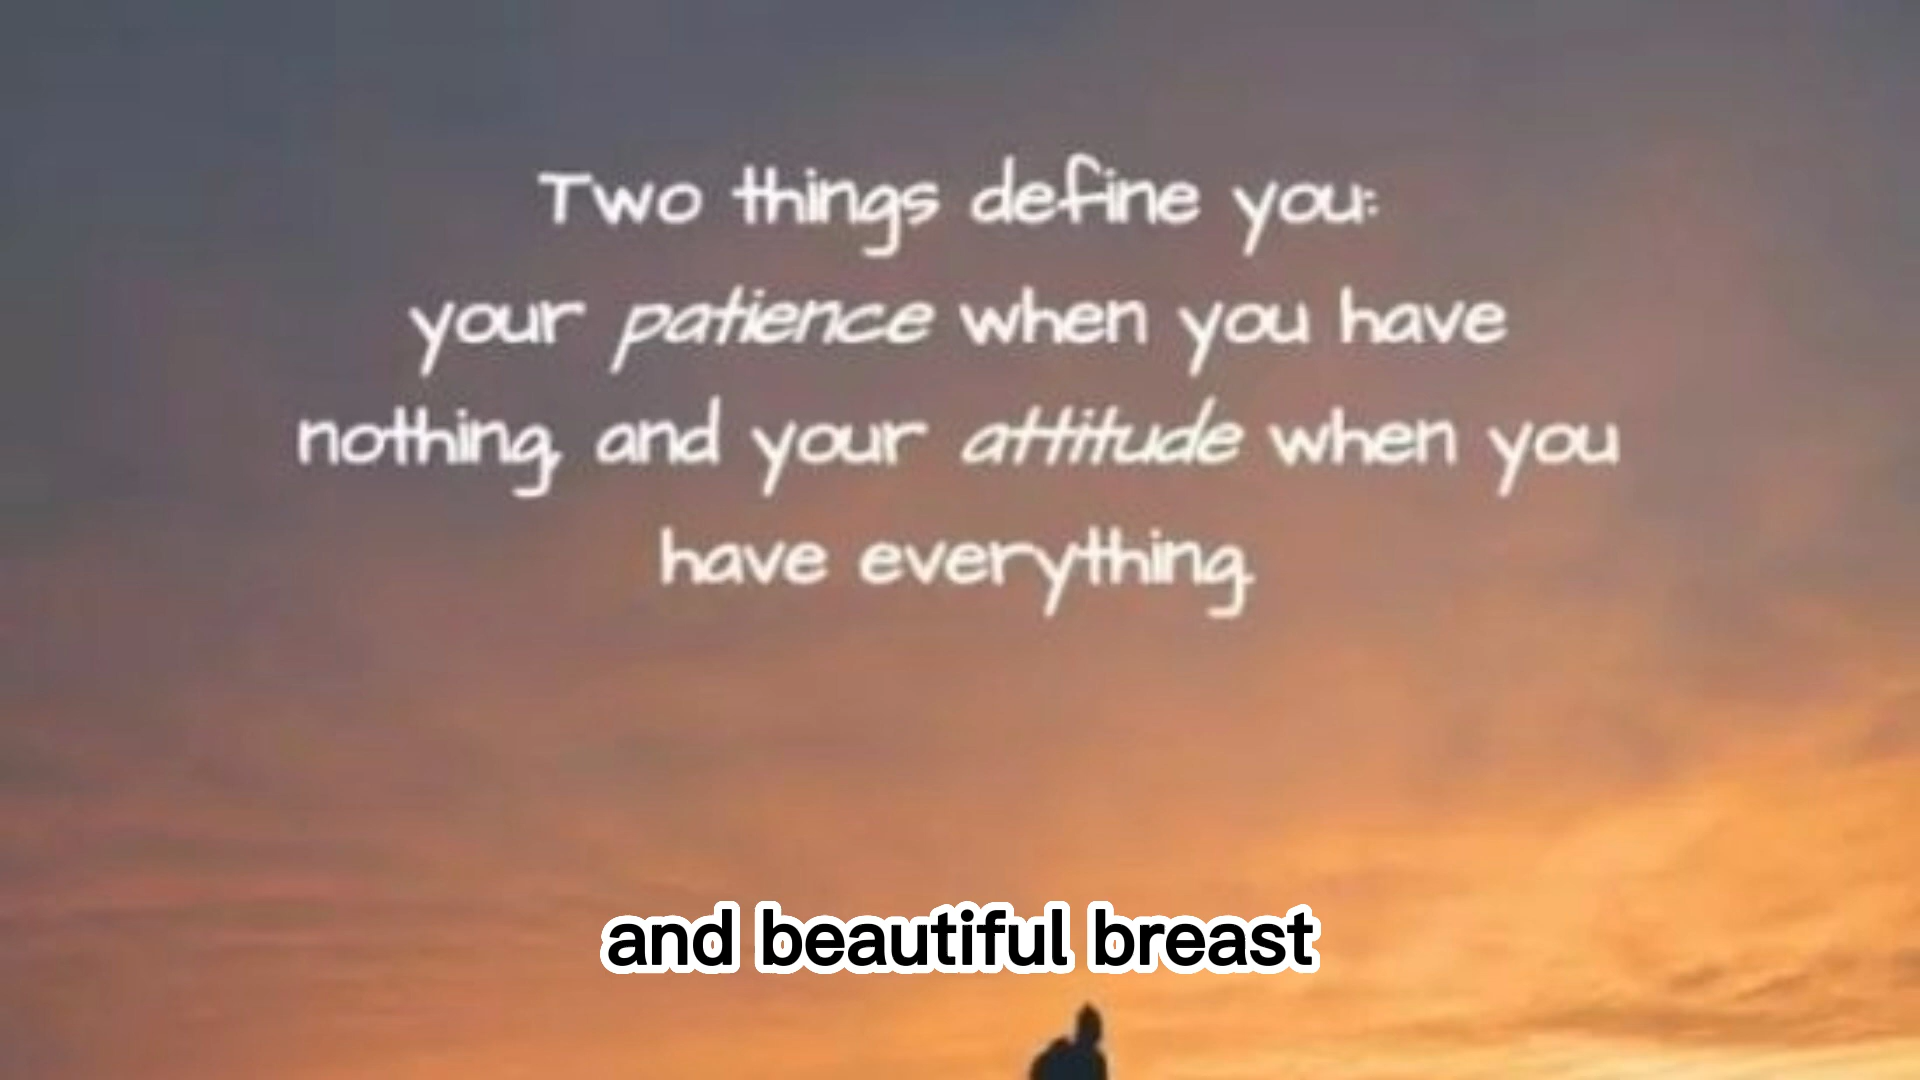 Two things define you:
your patience when you have
nothing, and your attitude when you
have everything.
and beautiful breast